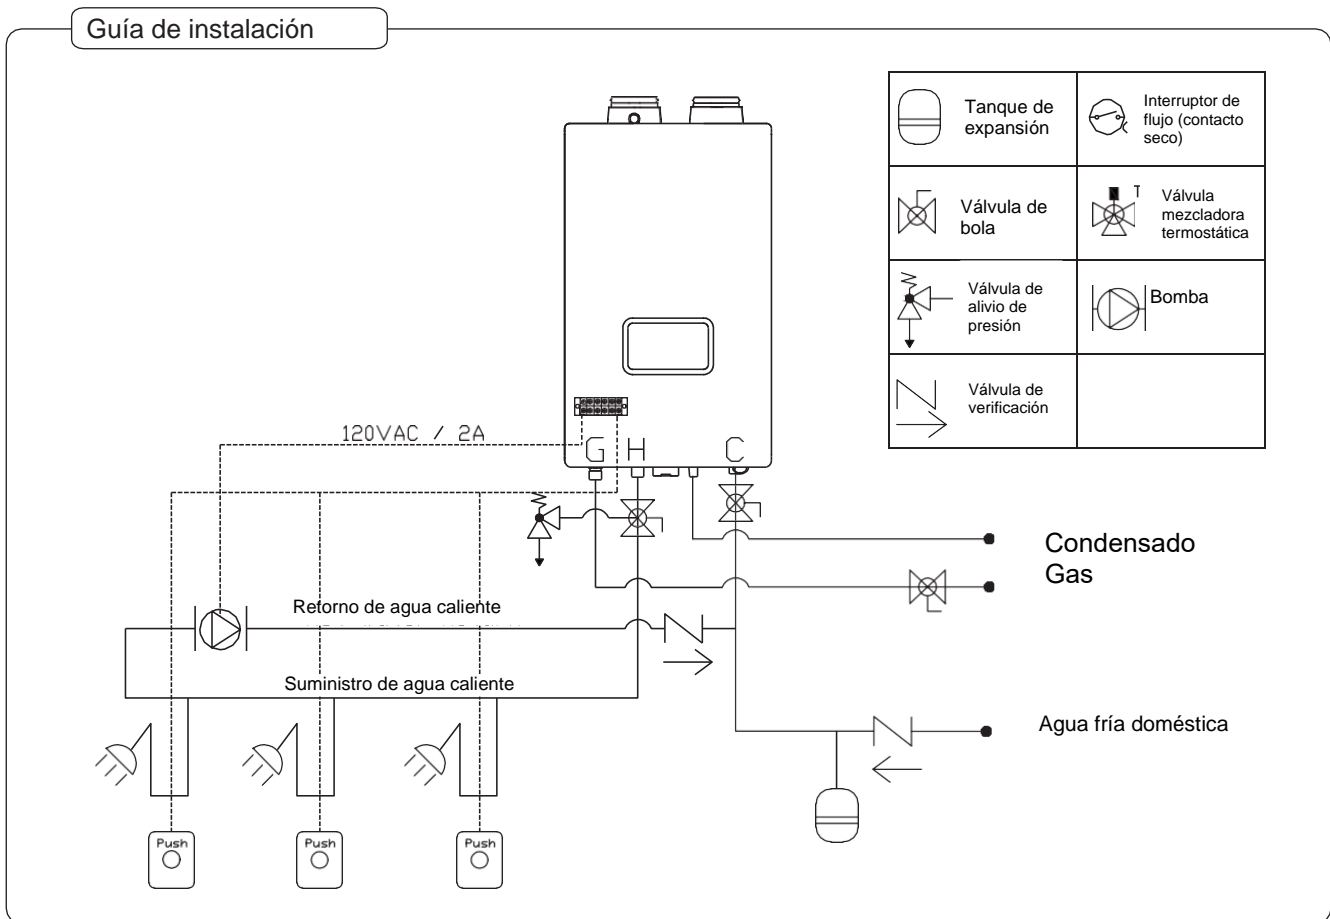 Guía de instalación
Tanque de
expansión
Interruptor de
flujo (contacto
seco)
Válvula de
bola
T
Válvula
mezcladora
termostática
Válvula de
alivio de
presión
Bomba
Válvula de
verificación
120VAC / 2A
G H C
Condensado
Gas
Retorno de agua caliente
Suministro de agua caliente
Agua fría doméstica
Push
Push
Push